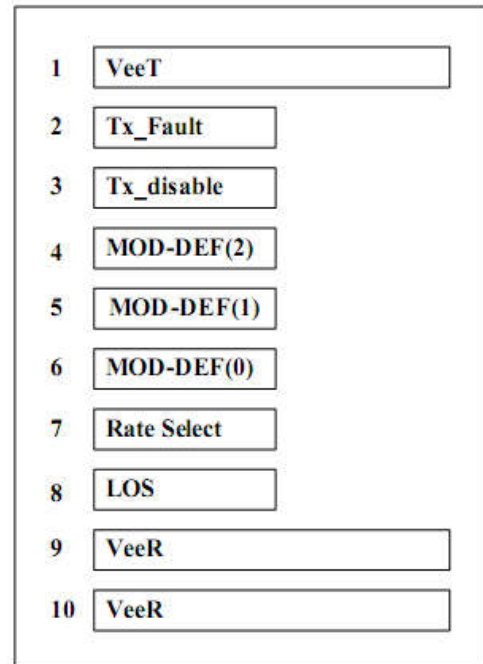 1 VeeT
2 Tx_Fault
3 Tx_disable
4 MOD-DEF(2)
5 MOD-DEF(1)
6 MOD-DEF(0)
7 Rate Select
8 LOS
9 VeeR
10 VeeR